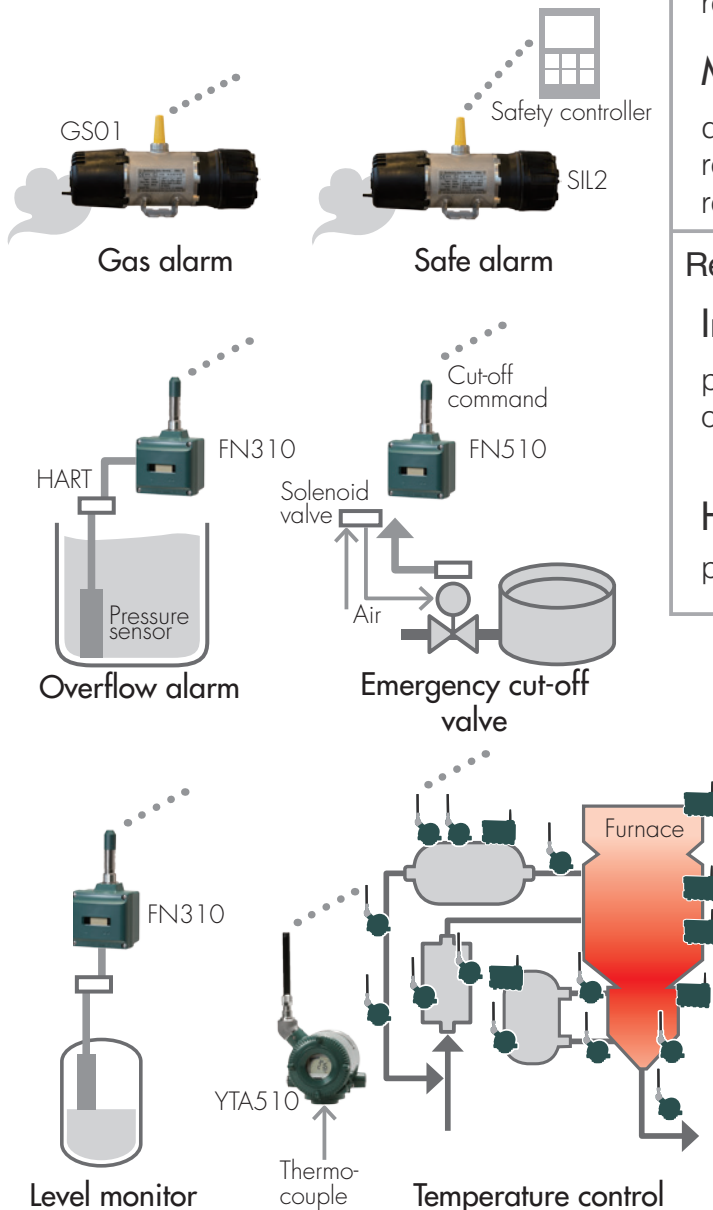 Safety controller
GS01
SIL2
Gas alarm
Safe alarm
Cut-off
command
FN310
FN510
HART
Solenoid
valve
Pressure
sensor
Air
Overflow alarm
Emergency cut-off
valve
Furnace
FN310
YTA510
Thermo-
couple
Level monitor
Temperature control
Re